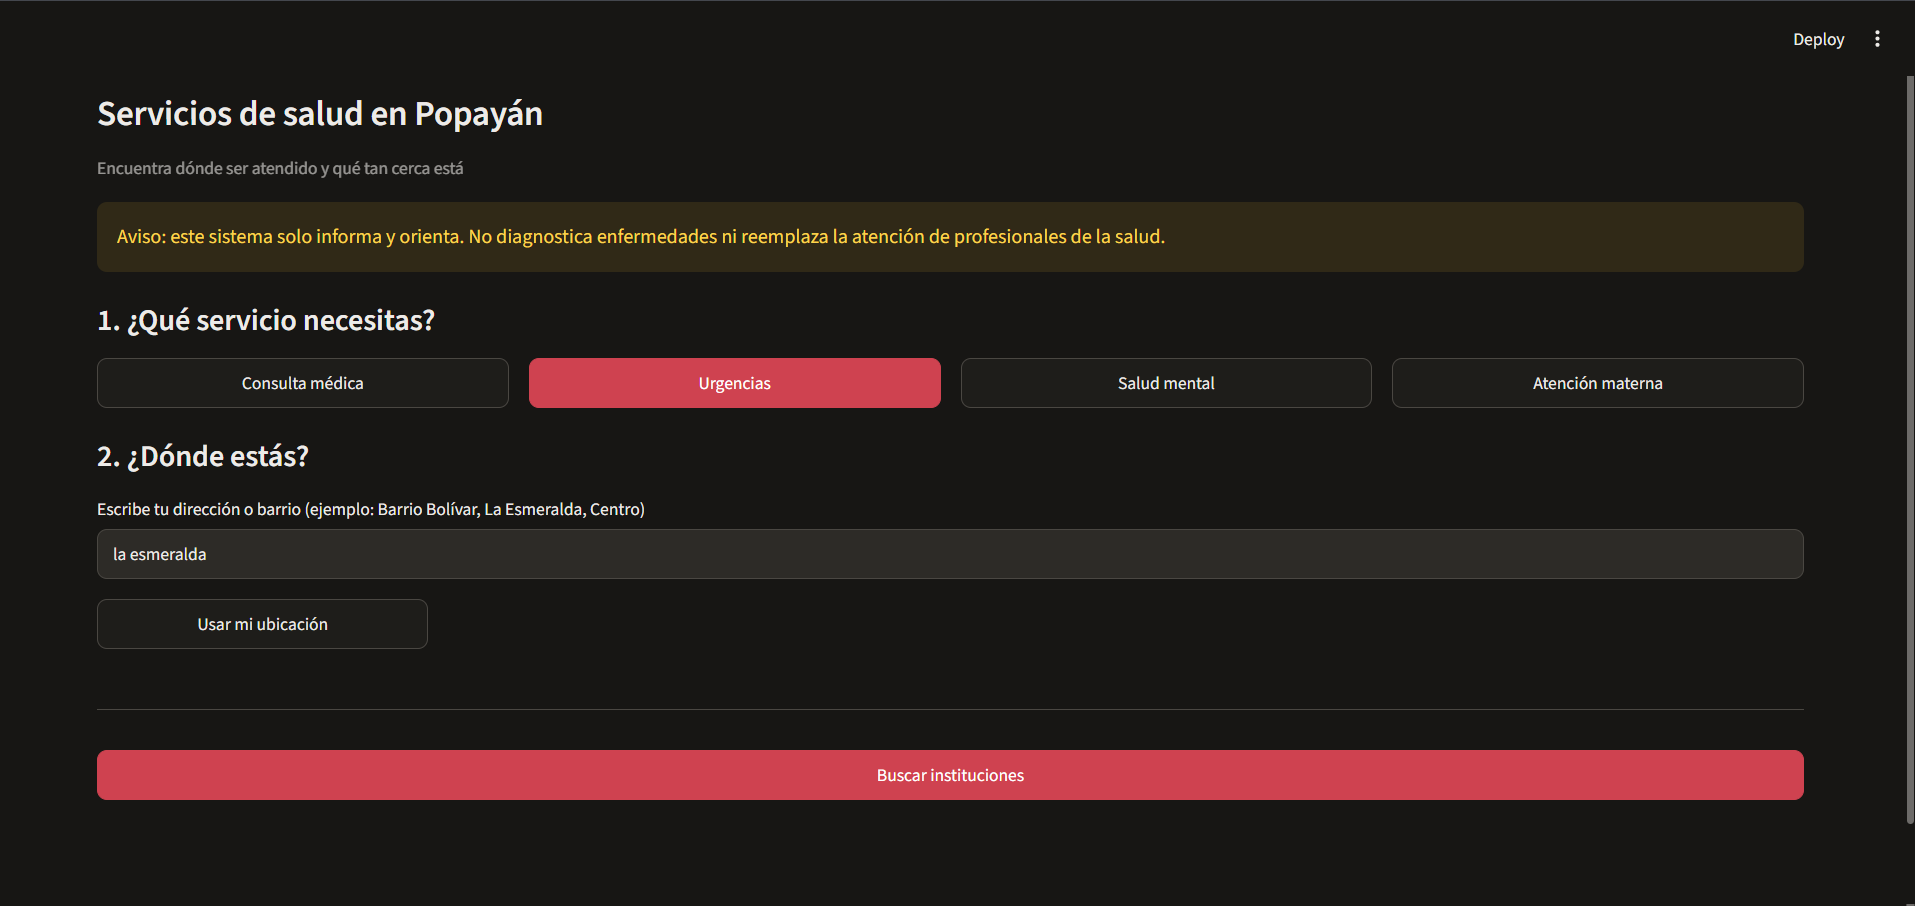 Deploy
Servicios de salud en Popayán
Encuentra dónde ser atendido y qué tan cerca está
Aviso: este sistema solo informa y orienta. No diagnostica enfermedades ni reemplaza la atención de profesionales de la salud.
1. ¿Qué servicio necesitas?
Consulta médica
Urgencias
Salud mental
Atención materna
2. ¿Dónde estás?
Escribe tu dirección o barrio (ejemplo: Barrio Bolívar, La Esmeralda, Centro)
la esmeralda
Usar mi ubicación
Buscar instituciones